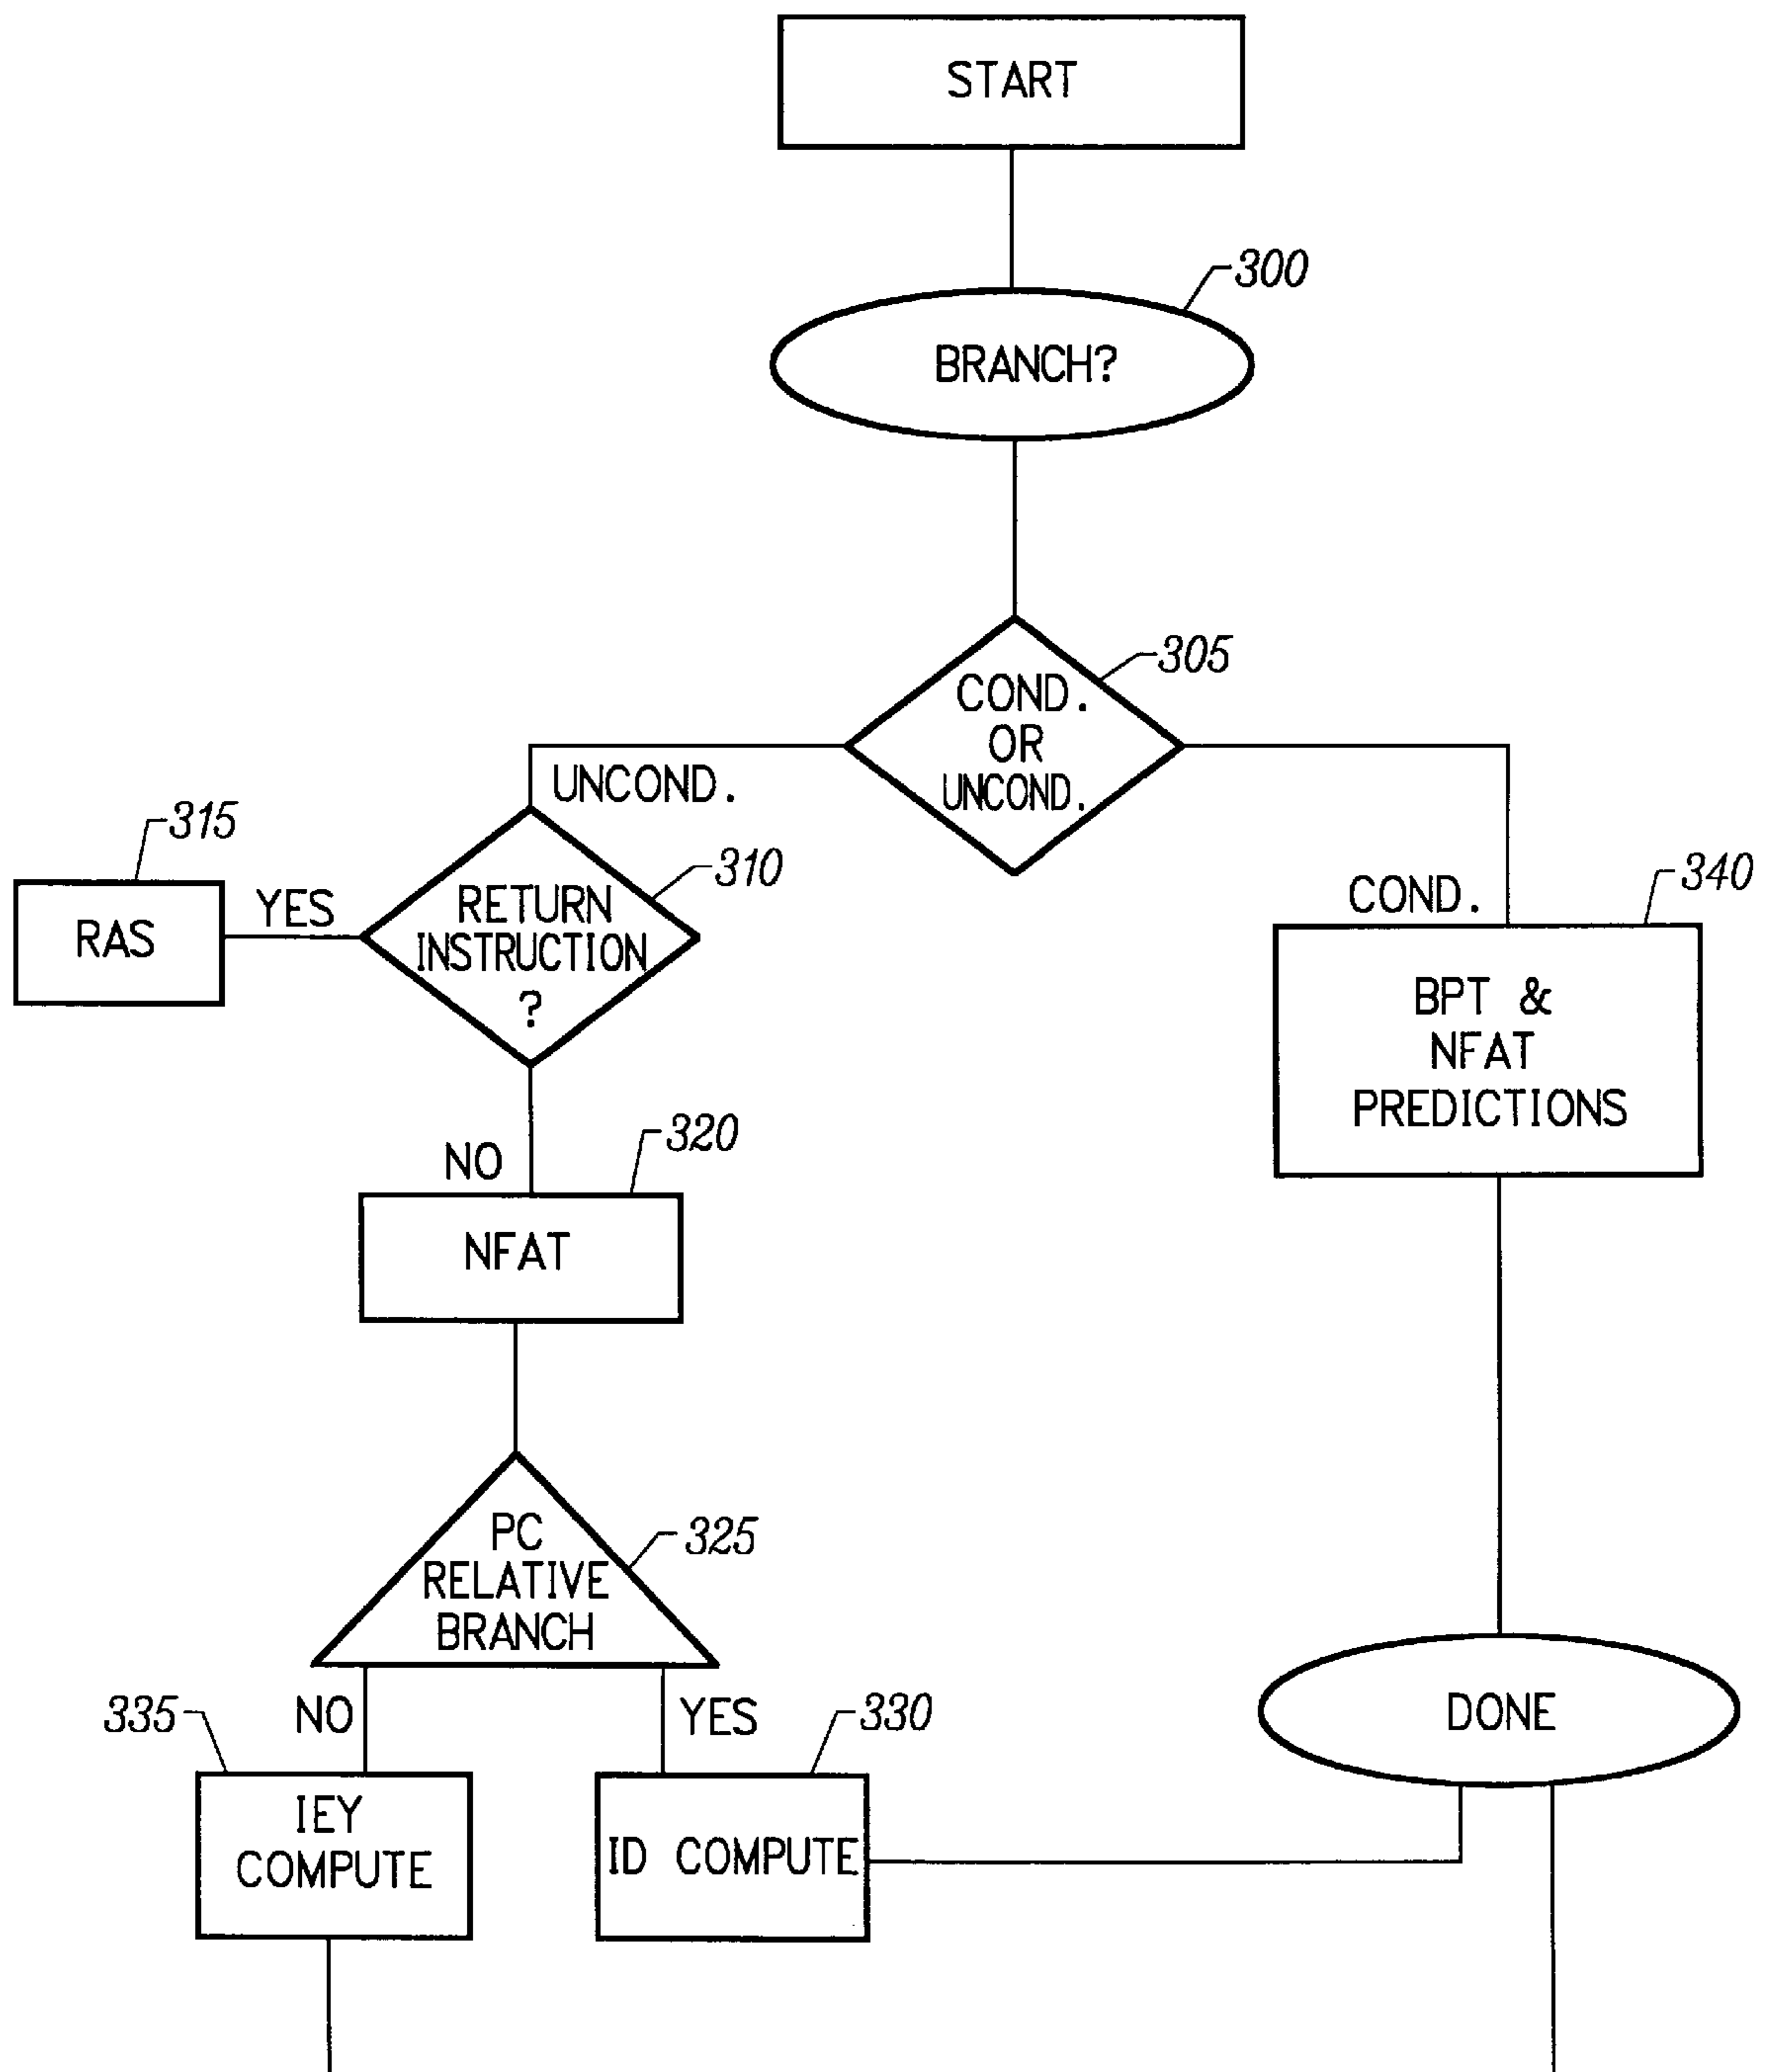 START
300
BRANCH?
305
COND.
OR
UNCOND.
UNCOND.
315
310
YES
RAS
RETURN
INSTRUCTION
?
COND.
340
BPT &
NFAT
PREDICTIONS
NO
320
NFAT
PC
RELATIVE
BRANCH
325
335
NO
YES
330
DONE
IEY
COMPUTE
ID COMPUTE